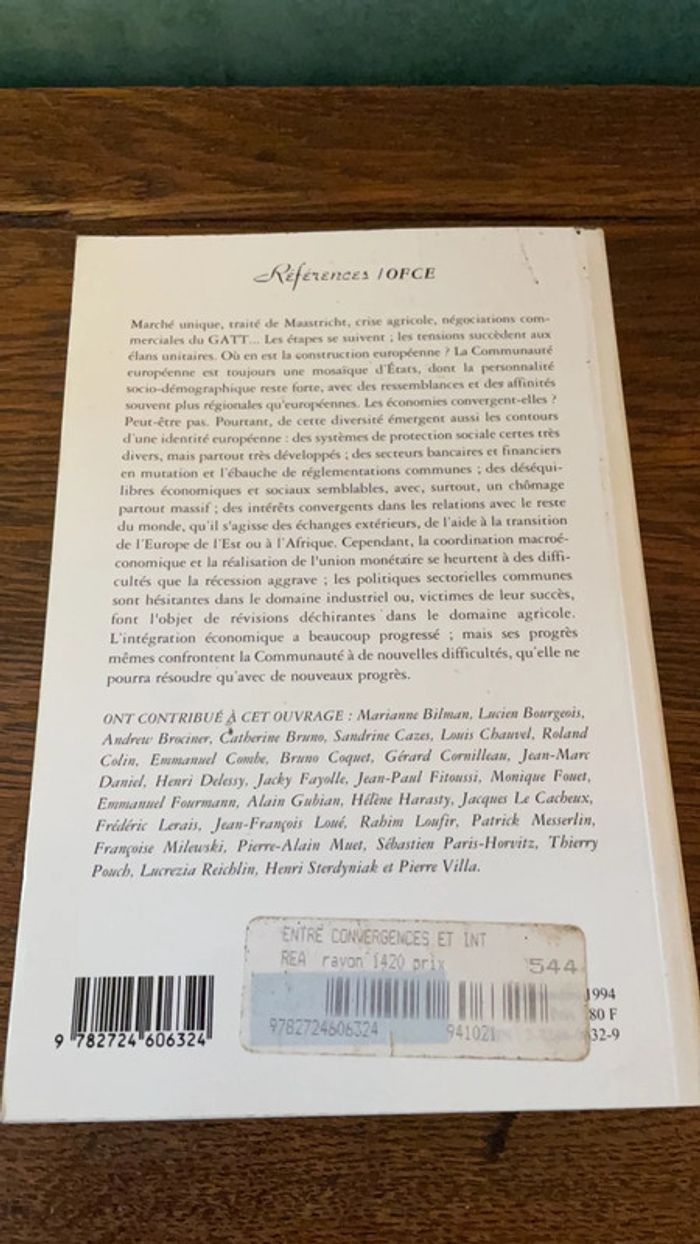 Références / OFCE
Marché unique, traité de Maastricht, crise agricole, négociations com-
merciales du GATT... Les étapes se suivent ; les tensions succèdent aux
élans unitaires. Où en est la construction européenne ? La Communauté
européenne est toujours une mosaïque d'États, dont la personnalité
socio-démographique reste forte, avec des ressemblances et des affinités
souvent plus régionales qu'européennes. Les économies convergent-elles ?
Peut-être pas. Pourtant, de cette diversité émergent aussi les contours
d'une identité européenne : des systèmes de protection sociale certes très
divers, mais partout très développés ; des secteurs bancaires et financiers
en mutation et l'ébauche de réglementations communes ; des déséqui-
libres économiques et sociaux semblables, avec, surtout, un chômage
partout massif ; des intérêts convergents dans les relations avec le reste
du monde, qu'il s'agisse des échanges extérieurs, de l'aide à la transition
de l'Europe de l'Est ou à l'Afrique. Cependant, la coordination macroé-
conomique et la réalisation de l'union monétaire se heurtent à des diffi-
cultés que la récession aggrave ; les politiques sectorielles communes
sont hésitantes dans le domaine industriel ou, victimes de leur succès,
font l'objet de révisions déchirantes dans le domaine agricole.
L'intégration économique a beaucoup progressé ; mais ses progrès
mêmes confrontent la Communauté à de nouvelles difficultés, qu'elle ne
pourra résoudre qu'avec de nouveaux progrès.
ONT CONTRIBUÉ À CET OUVRAGE : Marianne Bilman, Lucien Bourgeois,
Andrew Brociner, Catherine Bruno, Sandrine Cazes, Louis Chauvel, Roland
Colin, Emmanuel Combe, Bruno Coquet, Gérard Cornilleau, Jean-Marc
Daniel, Henri Delessy, Jacky Fayolle, Jean-Paul Fitoussi, Monique Fouet,
Emmanuel Fourmann, Alain Gubian, Hélène Harasty, Jacques Le Cacheux,
Frédéric Lerais, Jean-François Loué, Rahim Loufir, Patrick Messerlin,
Françoise Milewski, Pierre-Alain Muet, Sébastien Paris-Horvitz, Thierry
Pouch, Lucrezia Reichlin, Henri Sterdyniak et Pierre Villa.
ENTRE CONVERGENCES ET INT
REA rayon 1420 prix 544
9782724606324 941021
1994
80 F
32-9
9 782724 606324